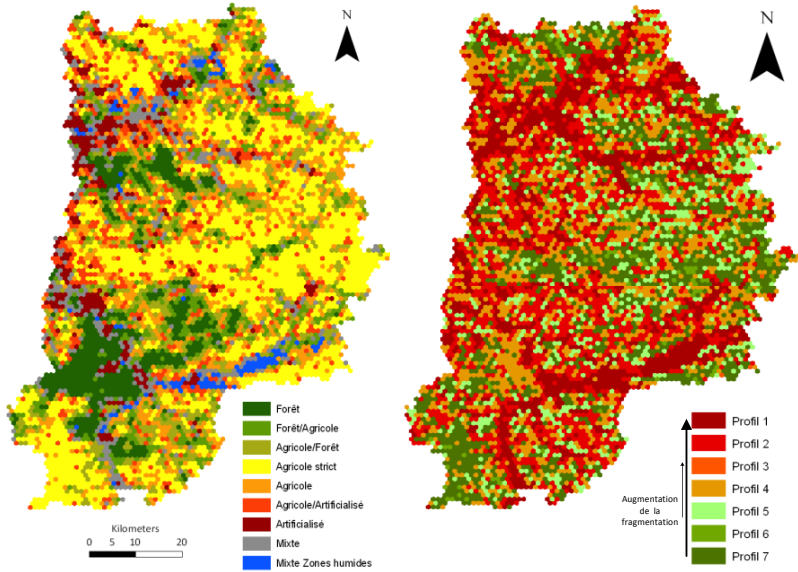 N
Forêt
Forêt/Agricole
Agricole/Forêt
Agricole strict
Agricole
Agricole/Artificialisé
Artificialisé
Mixte
Mixte Zones humides
Kilometers
0 5 10 20
N
Profil 1
Profil 2
Profil 3
Profil 4
Profil 5
Profil 6
Profil 7
Augmentation
de la
fragmentation